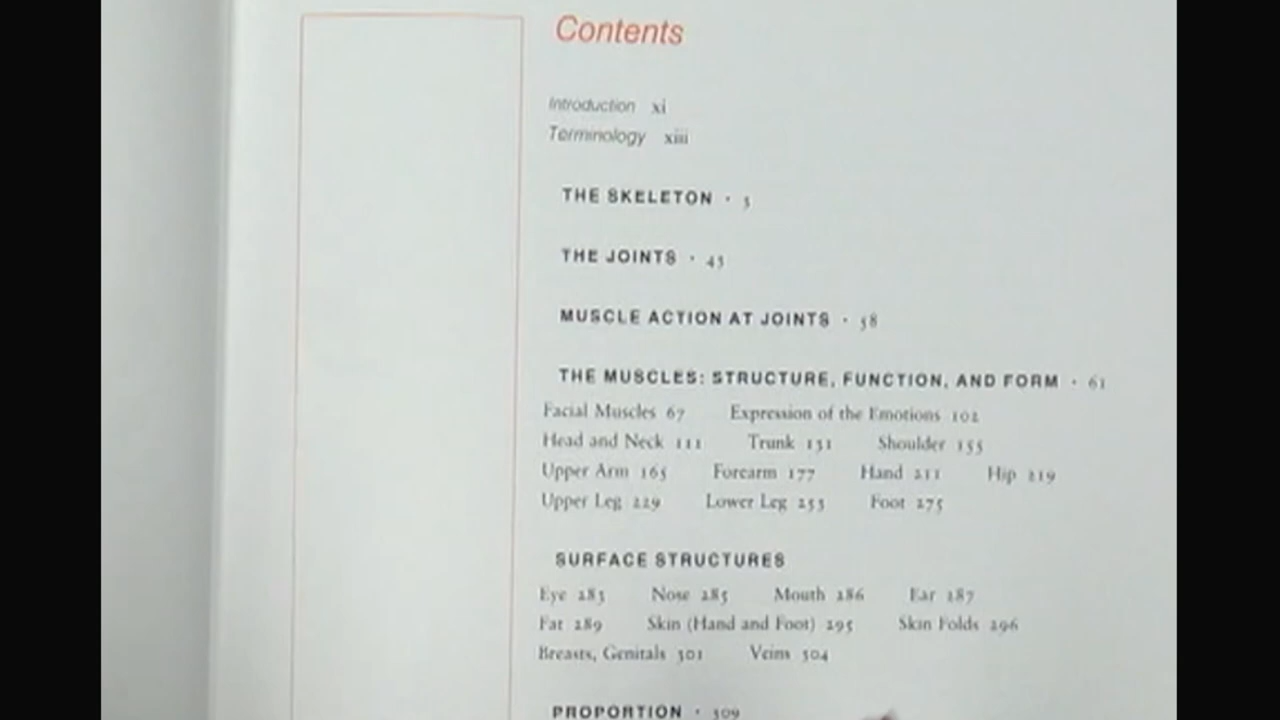 Contents
Introduction xi
Terminology xiii
THE SKELETON · 3
THE JOINTS · 43
MUSCLE ACTION AT JOINTS · 58
THE MUSCLES: STRUCTURE, FUNCTION, AND FORM · 61
Facial Muscles 67 Expression of the Emotions 102
Head and Neck 111 Trunk 131 Shoulder 155
Upper Arm 165 Forearm 177 Hand 211 Hip 219
Upper Leg 229 Lower Leg 253 Foot 275
SURFACE STRUCTURES
Eye 283 Nose 285 Mouth 286 Ear 287
Fat 289 Skin (Hand and Foot) 295 Skin Folds 296
Breasts, Genitals 301 Veins 304
PROPORTION · 309